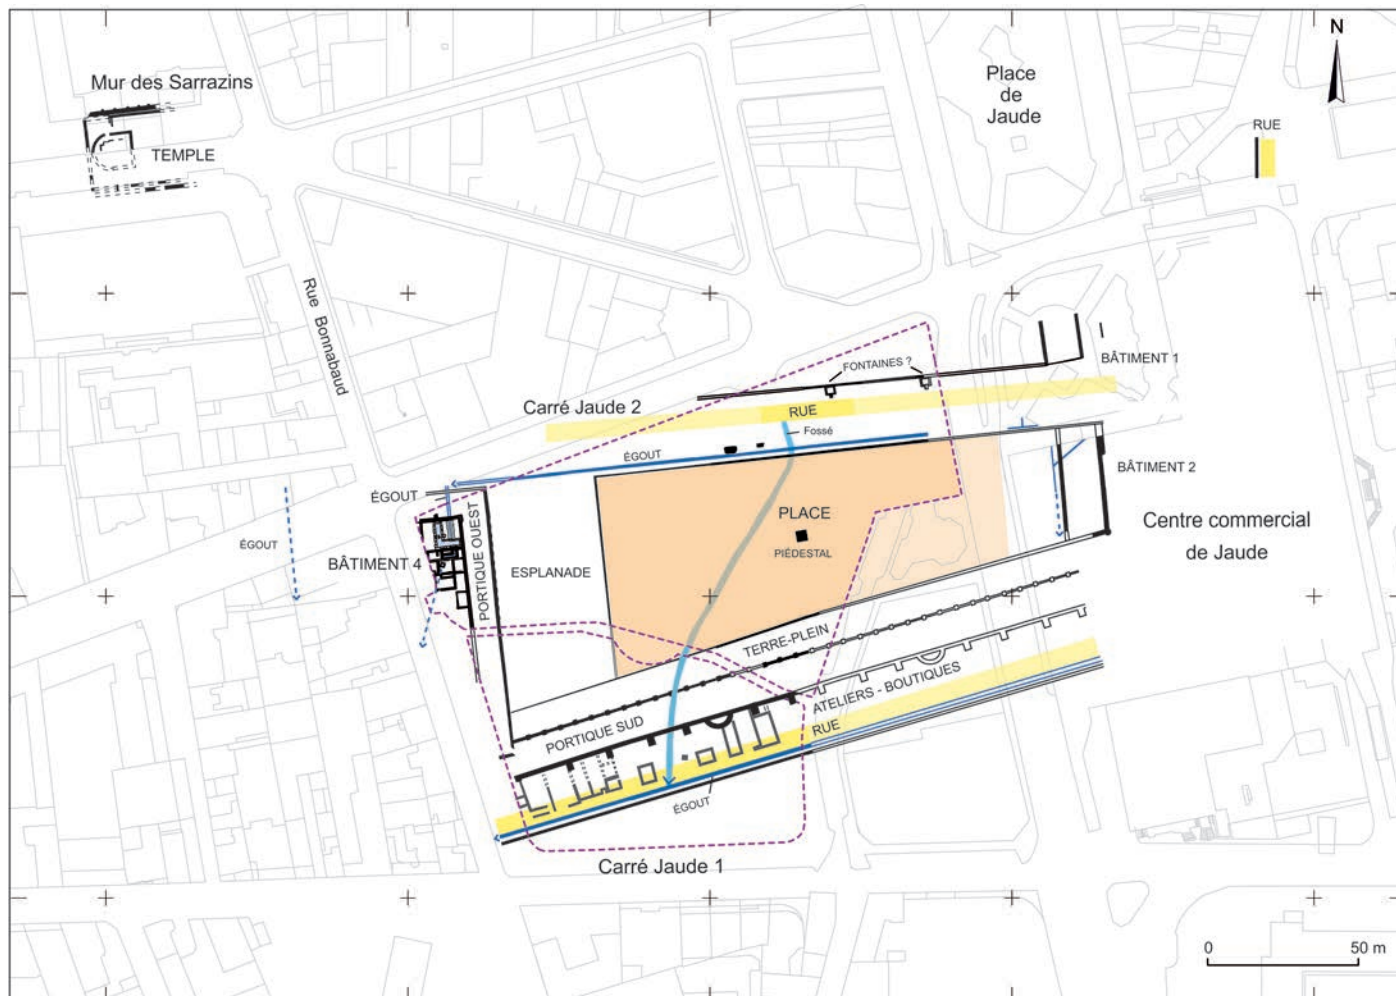 N
Mur des Sarrazins
Place
de
Jaude
RUE
TEMPLE
Rue Bonnabaud
FONTAINES ?
BÂTIMENT 1
Carré Jaude 2
RUE
Fossé
ÉGOUT
BÂTIMENT 2
ÉGOUT
PLACE
PIÉDESTAL
Centre commercial
de Jaude
ÉGOUT
BÂTIMENT 4
PORTIQUE OUEST
ESPLANADE
TERRE-PLEIN
ATELIERS - BOUTIQUES
PORTIQUE SUD
RUE
ÉGOUT
Carré Jaude 1
0
50 m